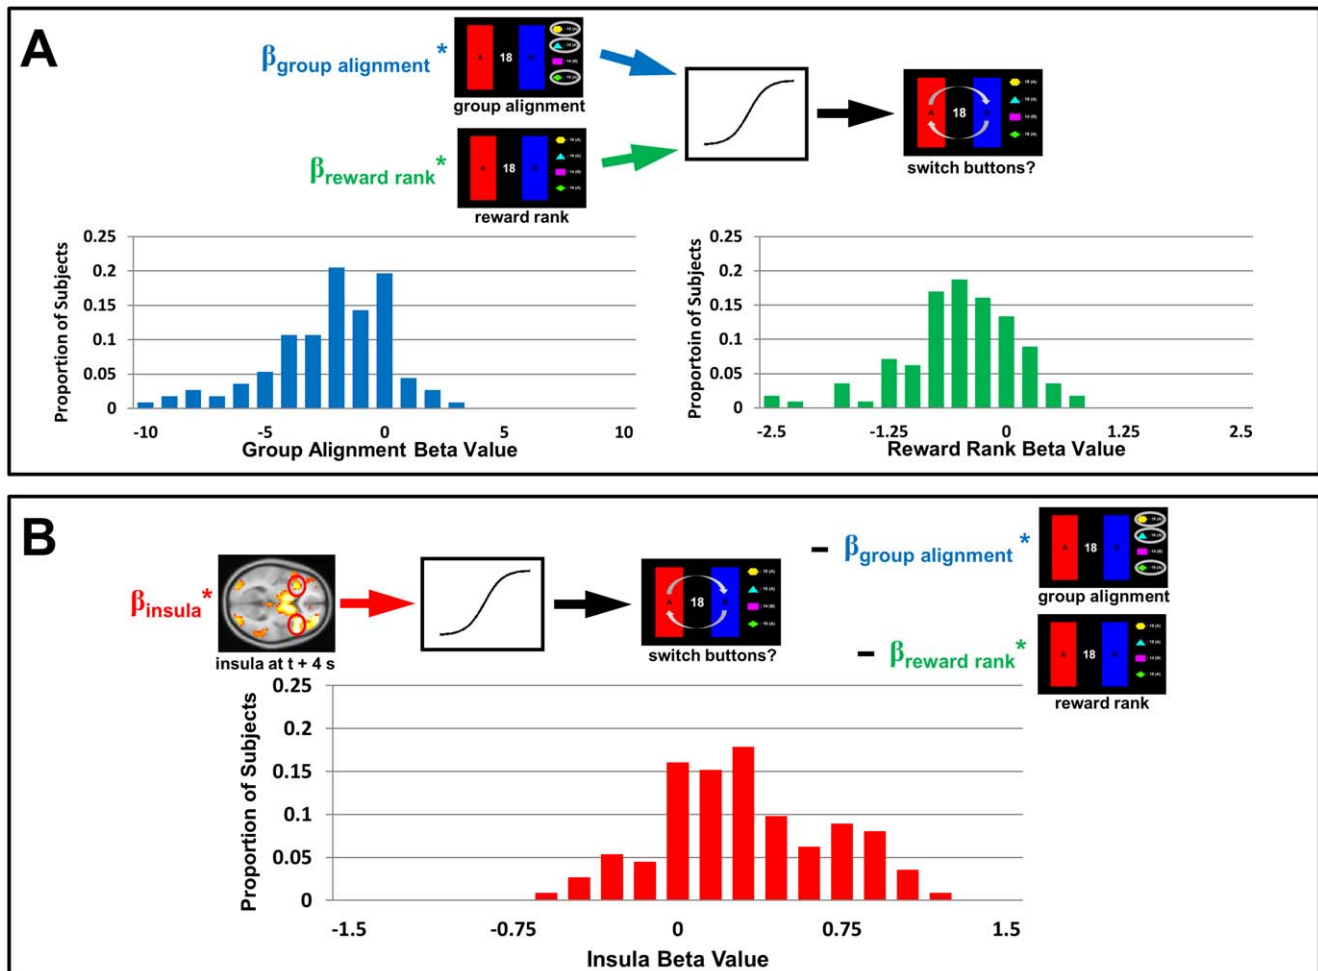 A
β group alignment *
18
group alignment
β reward rank *
18
reward rank
18
switch buttons?
Proportion of Subjects
0.25
0.2
0.15
0.1
0.05
0
-10
-5
0
5
10
Group Alignment Beta Value
Proportoin of Subjects
0.25
0.2
0.15
0.1
0.05
0
-2.5
-1.25
0
1.25
2.5
Reward Rank Beta Value
B
β insula *
insula at t + 4 s
18
switch buttons?
- β group alignment *
18
group alignment
- β reward rank *
18
reward rank
Proportion of Subjects
0.25
0.2
0.15
0.1
0.05
0
-1.5
-0.75
0
0.75
1.5
Insula Beta Value